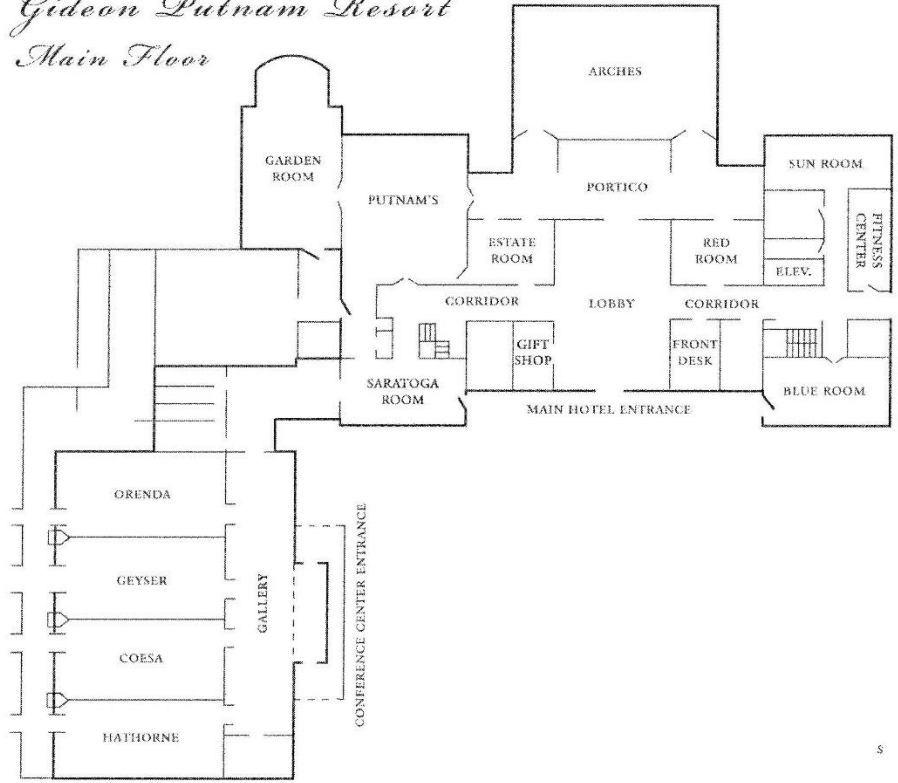 Gideon Putnam Resort
Main Floor
ARCHES
GARDEN
ROOM
SUN ROOM
PUTNAM'S
PORTICO
FITNESS
CENTER
ESTATE
ROOM
RED
ROOM
ELEV.
CORRIDOR
LOBBY
CORRIDOR
GIFT
SHOP
FRONT
DESK
SARATOGA
ROOM
BLUE ROOM
MAIN HOTEL ENTRANCE
ORENDA
GEYSER
GALLERY
CONFERENCE CENTER ENTRANCE
COESA
HATHORNE
S